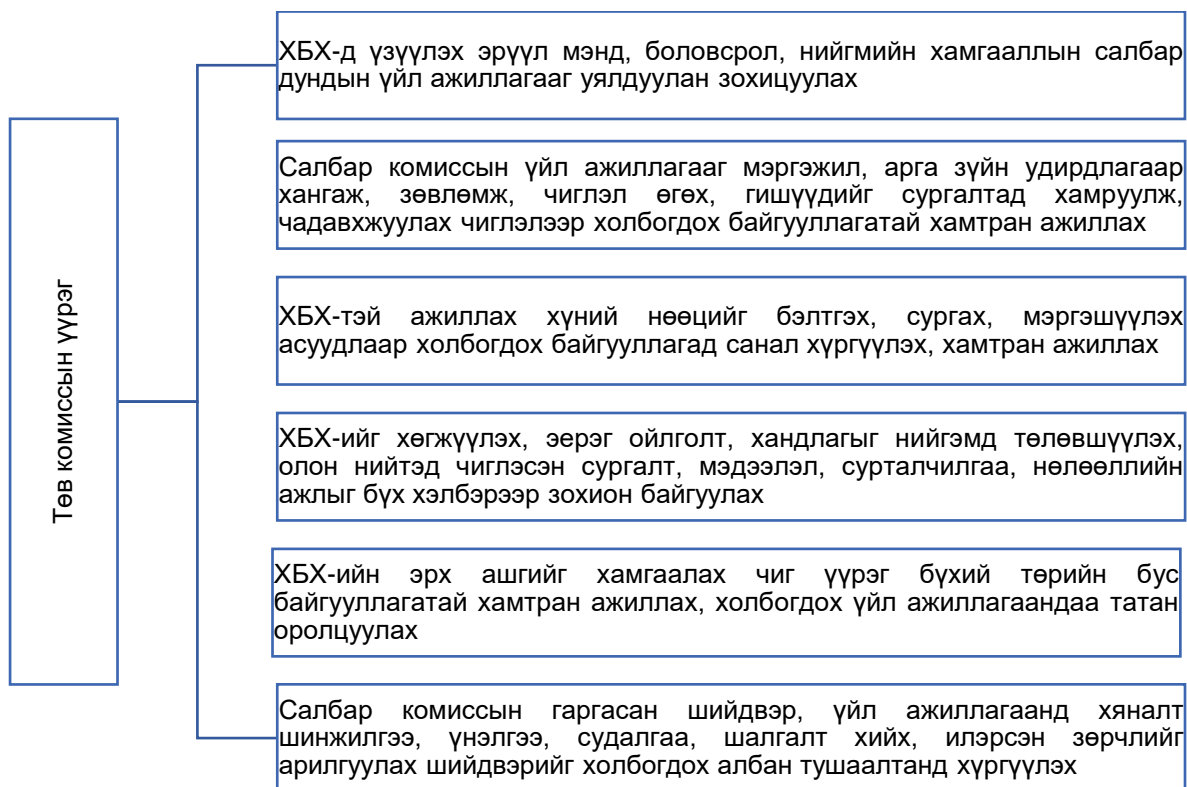 Төв комиссын үүрэг
ХБХ-д үзүүлэх эрүүл мэнд, боловсрол, нийгмийн хамгааллын салбар
дундын үйл ажиллагааг уялдуулан зохицуулах
Салбар комиссын үйл ажиллагааг мэргэжил, арга зүйн удирдлагаар
хангаж, зөвлөмж, чиглэл өгөх, гишүүдийг сургалтад хамруулж,
чадавхжуулах чиглэлээр холбогдох байгууллагатай хамтран ажиллах
ХБХ-тэй ажиллах хүний нөөцийг бэлтгэх, сургах, мэргэшүүлэх
асуудлаар холбогдох байгууллагад санал хүргүүлэх, хамтран ажиллах
ХБХ-ийг хөгжүүлэх, эерэг ойлголт, хандлагыг нийгэмд төлөвшүүлэх,
олон нийтэд чиглэсэн сургалт, мэдээлэл, сурталчилгаа, нөлөөллийн
ажлыг бүх хэлбэрээр зохион байгуулах
ХБХ-ийн эрх ашгийг хамгаалах чиг үүрэг бүхий төрийн бус
байгууллагатай хамтран ажиллах, холбогдох үйл ажиллагаандаа татан
оролцуулах
Салбар комиссын гаргасан шийдвэр, үйл ажиллагаанд хяналт
шинжилгээ, үнэлгээ, судалгаа, шалгалт хийх, илэрсэн зөрчлийг
арилгуулах шийдвэрийг холбогдох албан тушаалтанд хүргүүлэх